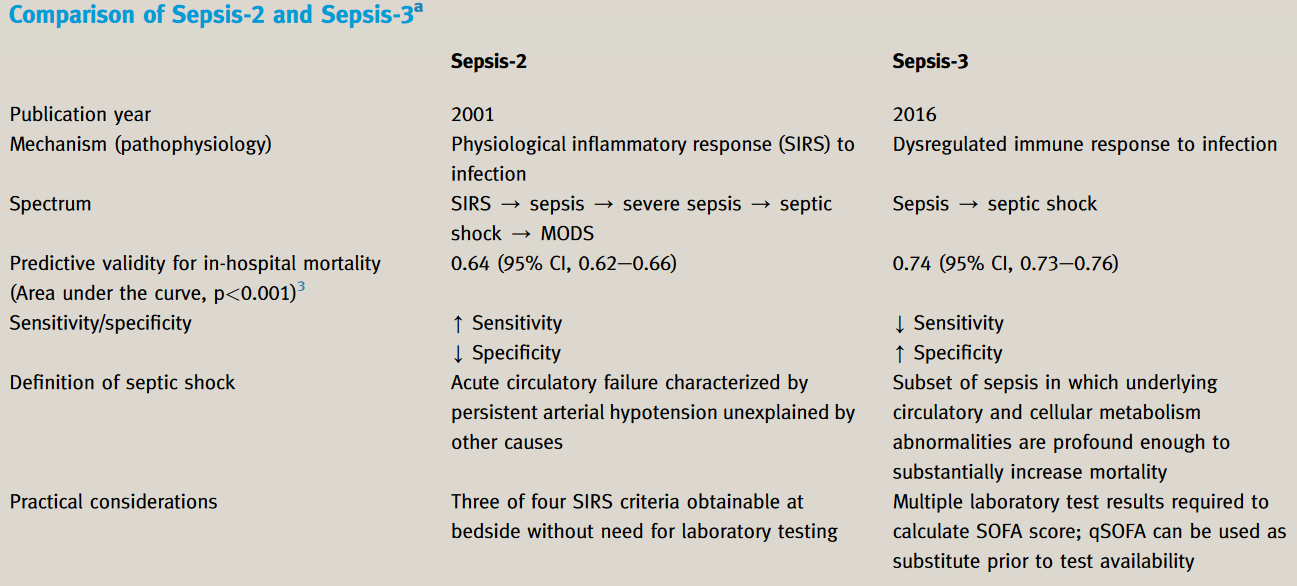 Comparison of Sepsis-2 and Sepsis-3a
Sepsis-2 Sepsis-3
Publication year 2001 2016
Mechanism (pathophysiology) Physiological inflammatory response (SIRS) to Dysregulated immune response to infection
infection
Spectrum SIRS → sepsis → severe sepsis → septic Sepsis → septic shock
shock → MODS
Predictive validity for in-hospital mortality 0.64 (95% CI, 0.62–0.66) 0.74 (95% CI, 0.73–0.76)
(Area under the curve, p<0.001)3
Sensitivity/specificity ↑ Sensitivity ↓ Sensitivity
↓ Specificity ↑ Specificity
Definition of septic shock Acute circulatory failure characterized by Subset of sepsis in which underlying
persistent arterial hypotension unexplained by circulatory and cellular metabolism
other causes abnormalities are profound enough to
substantially increase mortality
Practical considerations Three of four SIRS criteria obtainable at Multiple laboratory test results required to
bedside without need for laboratory testing calculate SOFA score; qSOFA can be used as
substitute prior to test availability